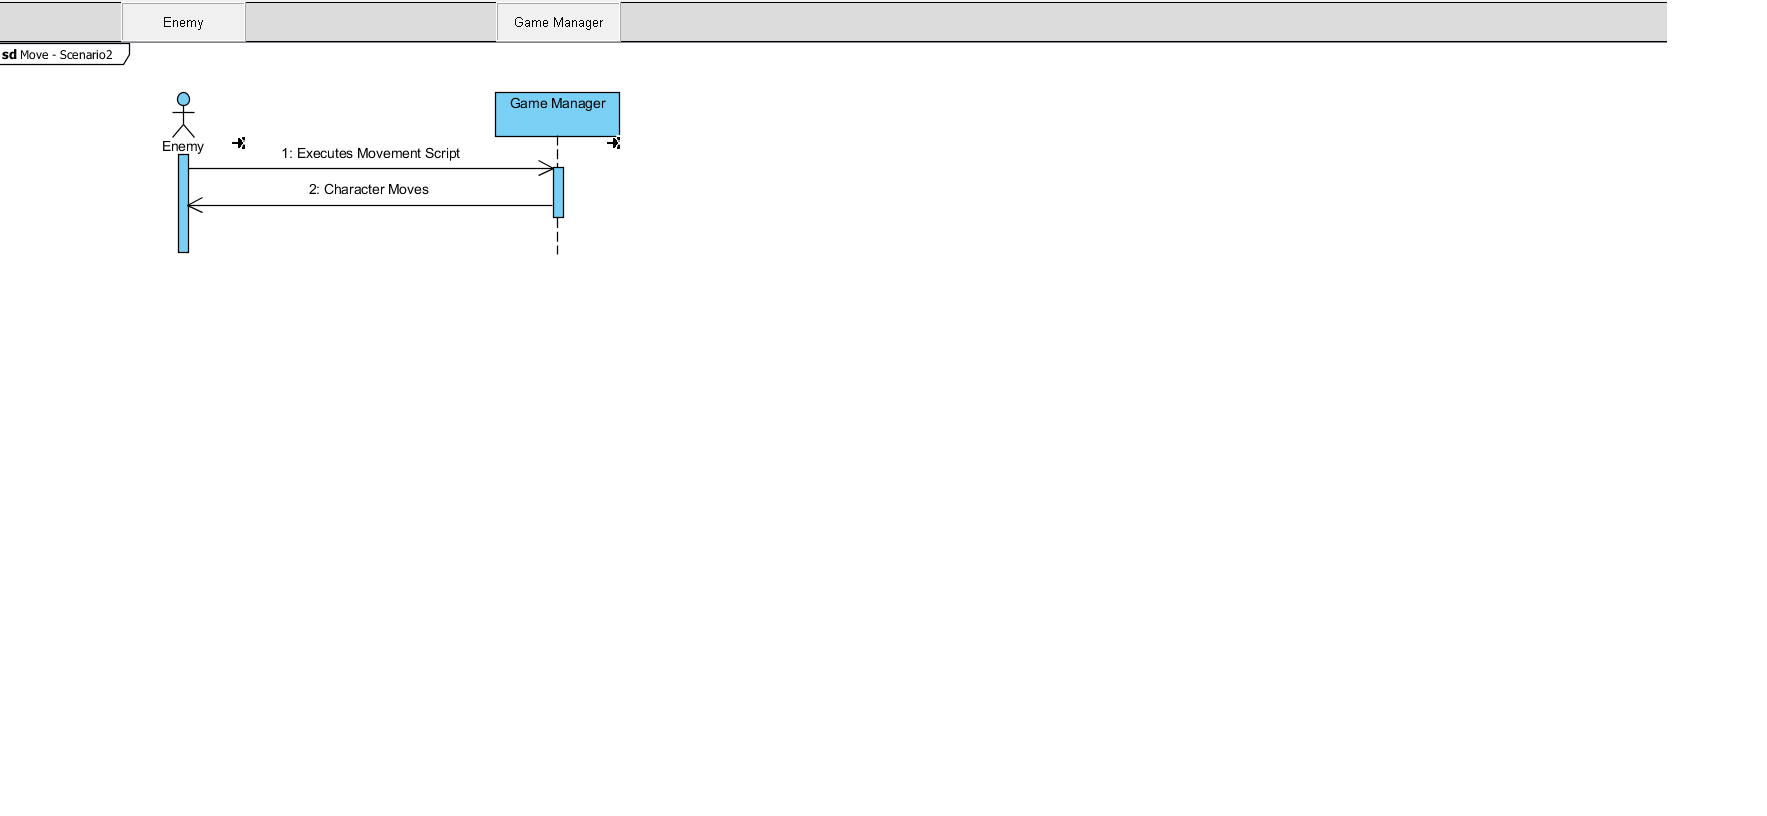 Enemy
Game Manager
sd Move - Scenario2
Game Manager
Enemy
1: Executes Movement Script
2: Character Moves